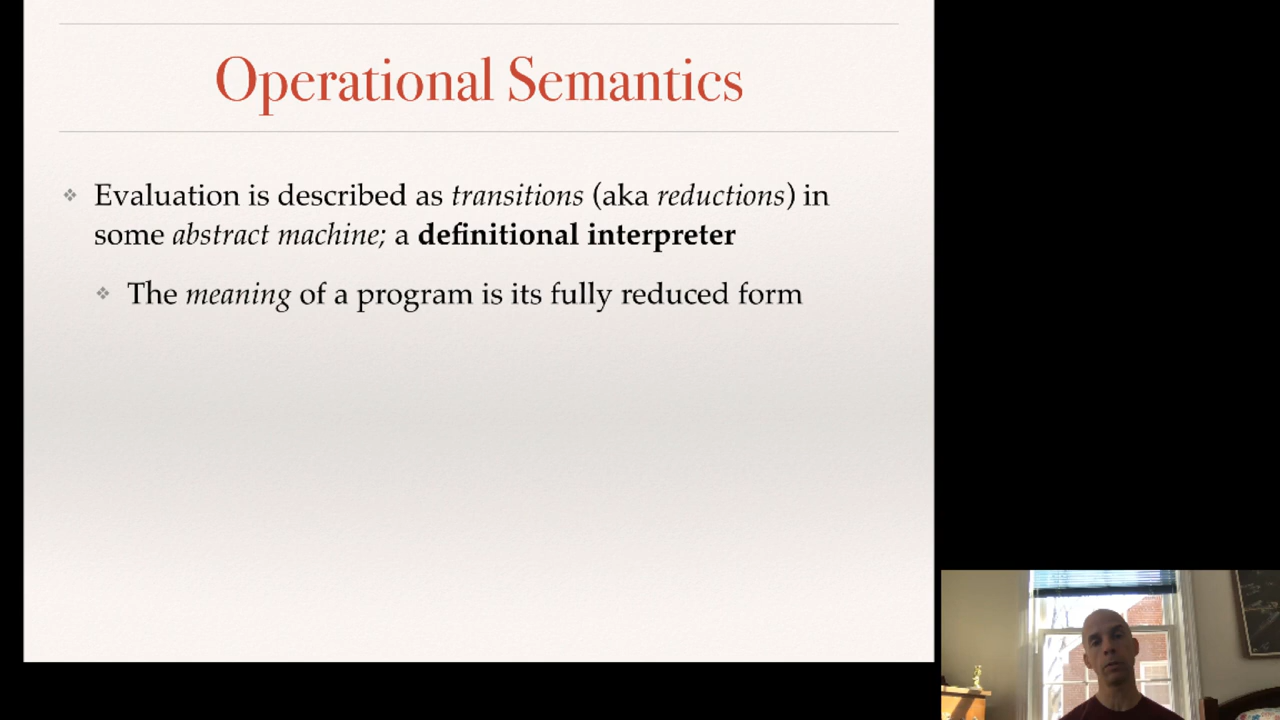 Operational Semantics
Evaluation is described as transitions (aka reductions) in
some abstract machine; a definitional interpreter
The meaning of a program is its fully reduced form